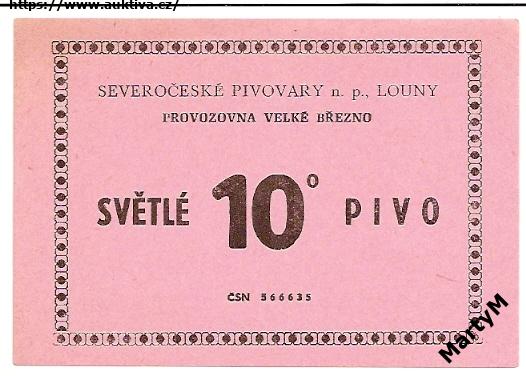 https://www.auktiva.cz/
SEVEROČESKÉ PIVOVARY n. p., LOUNY
PROVOZOVNA VELKÉ BŘEZNO
SVĚTLÉ 10° PIVO
ČSN 566635
MartyM